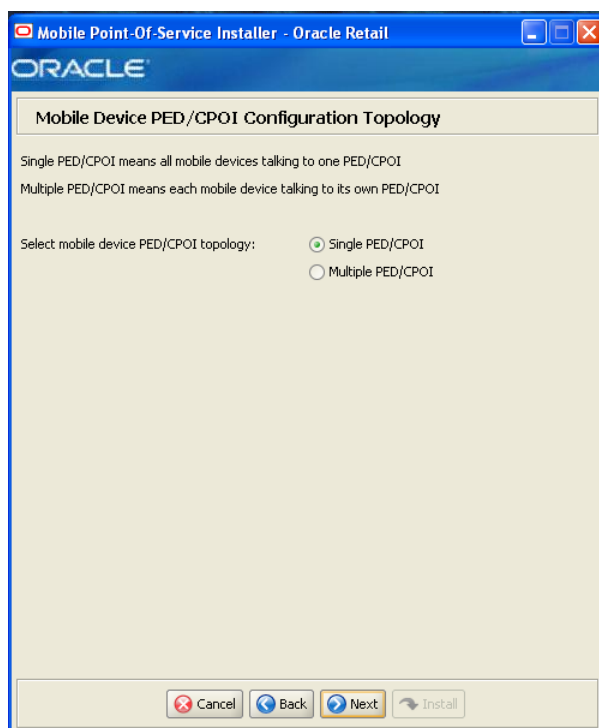 Mobile Point-Of-Service Installer - Oracle Retail
ORACLE
Mobile Device PED/CPOI Configuration Topology
Single PED/CPOI means all mobile devices talking to one PED/CPOI
Multiple PED/CPOI means each mobile device talking to its own PED/CPOI
Select mobile device PED/CPOI topology: Single PED/CPOI
Multiple PED/CPOI
Cancel Back Next Install